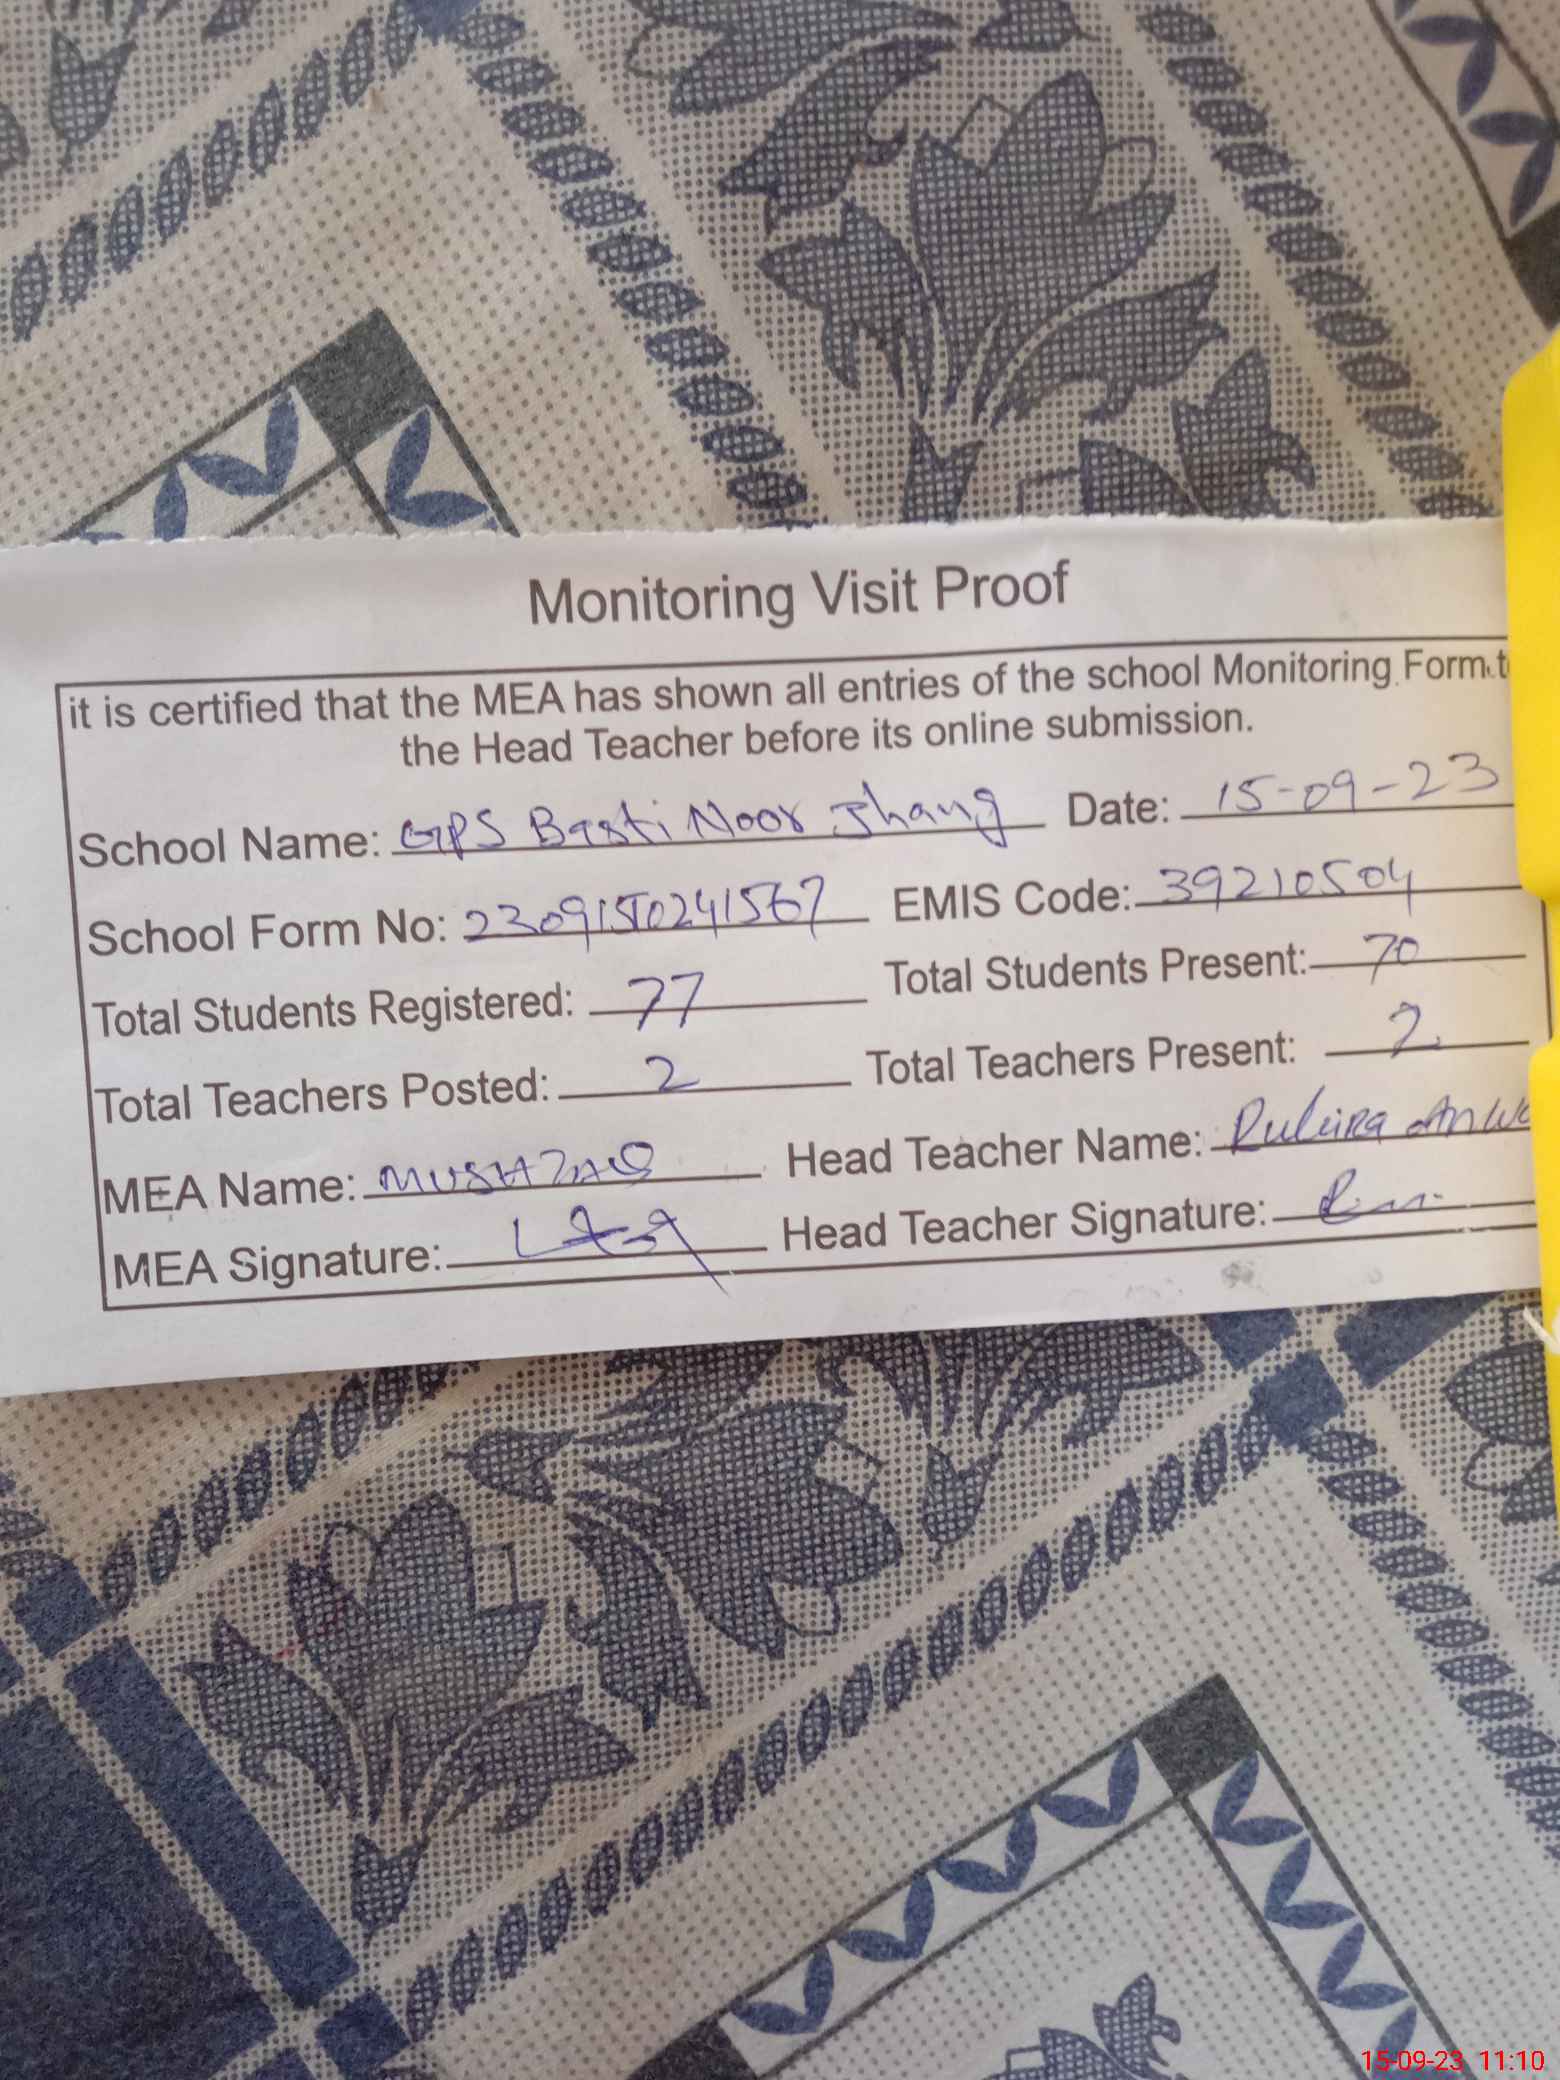 Monitoring Visit Proof
it is certified that the MEA has shown all entries of the school Monitoring Form t
the Head Teacher before its online submission.
School Name: GPS Basti Noor Jhang Date: 15-09-23
School Form No: 2309150241567 EMIS Code: 39210504
Total Students Registered: 77 Total Students Present: 70
Total Teachers Posted: 2 Total Teachers Present: 2
MEA Name: MUSHTAQ Head Teacher Name:
MEA Signature: Head Teacher Signature:
15-09-23 11:10